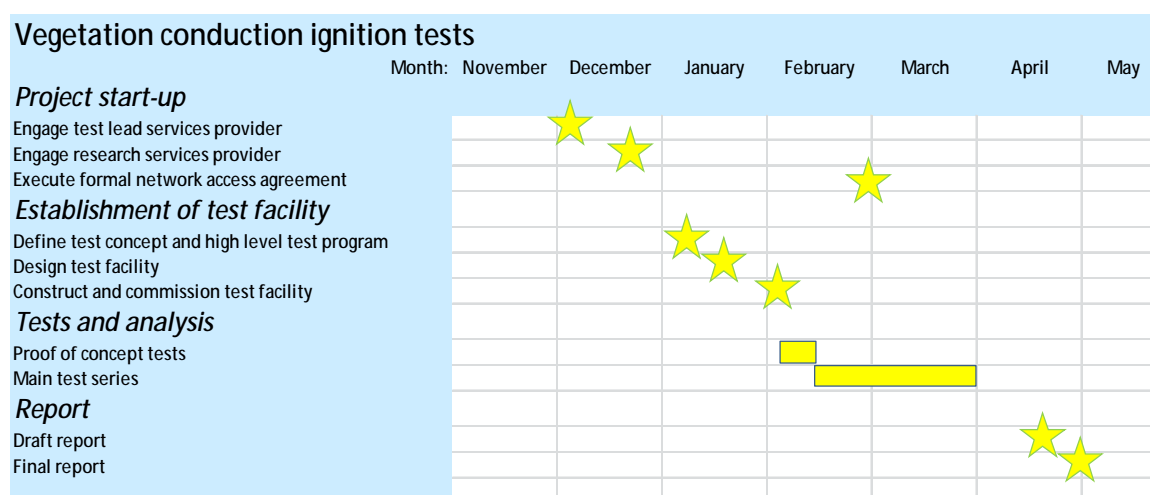 Vegetation conduction ignition tests
Month: November December January February March April May
Project start-up
Engage test lead services provider
Engage research services provider
Execute formal network access agreement
Establishment of test facility
Define test concept and high level test program
Design test facility
Construct and commission test facility
Tests and analysis
Proof of concept tests
Main test series
Report
Draft report
Final report